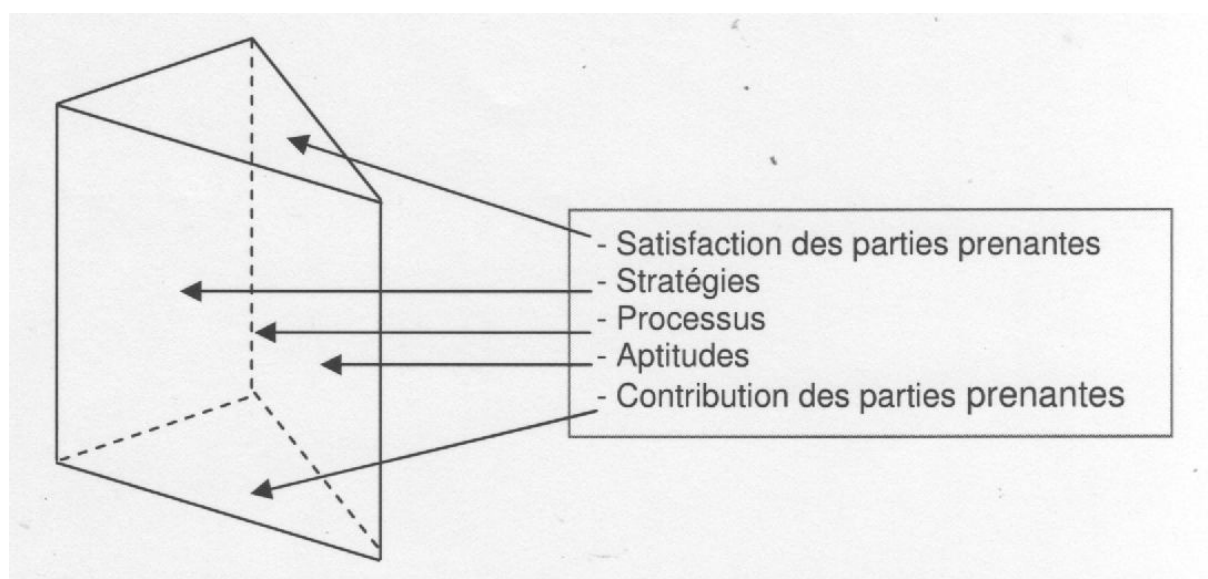 - Satisfaction des parties prenantes
- Stratégies
- Processus
- Aptitudes
- Contribution des parties prenantes